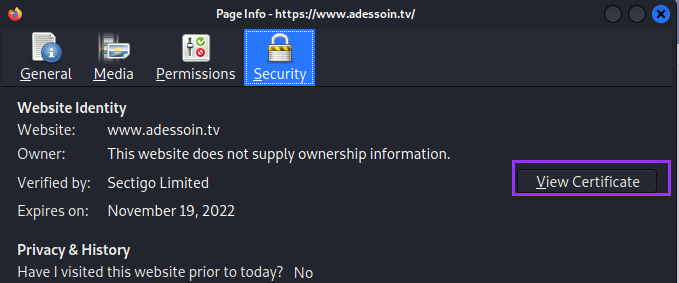 Page Info - https://www.adessoin.tv/
General Media Permissions Security
Website Identity
Website: www.adessoin.tv
Owner: This website does not supply ownership information.
Verified by: Sectigo Limited
View Certificate
Expires on: November 19, 2022
Privacy & History
Have I visited this website prior to today? No